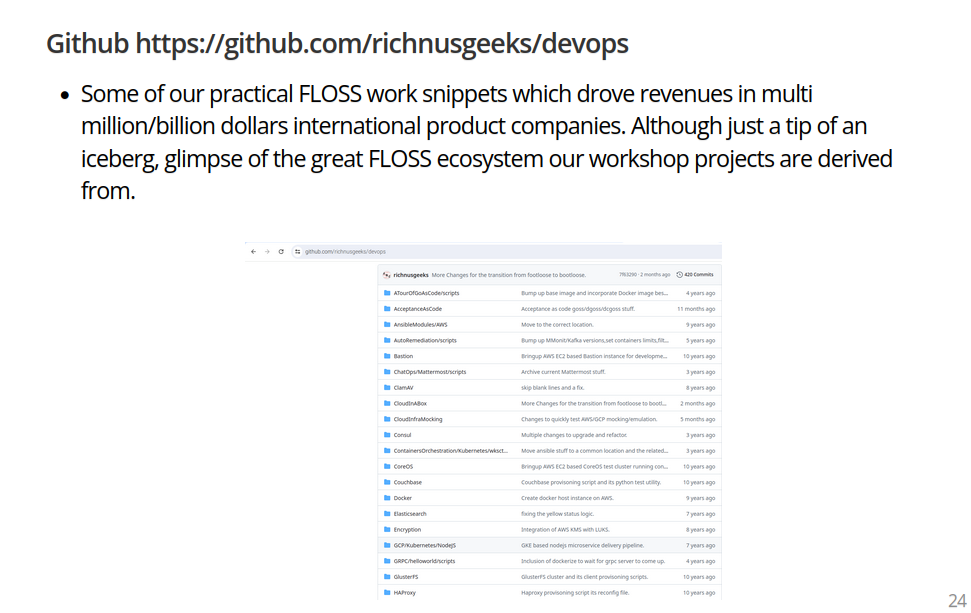 Github https://github.com/richnusgeeks/devops
• Some of our practical FLOSS work snippets which drove revenues in multi
million/billion dollars international product companies. Although just a tip of an
iceberg, glimpse of the great FLOSS ecosystem our workshop projects are derived
from.
github.com/richnusgeeks/devops
richnusgeeks More Changes for the transition from footloose to bootloose. 7f63290 · 2 months ago 420 Commits
ATourOfGoAsCode/scripts Bump up base image and incorporate Docker image bes... 4 years ago
AcceptanceAsCode Acceptance as code goss/dgoss/dcgoss stuff. 11 months ago
AnsibleModules/AWS Move to the correct location. 9 years ago
AutoRemediation/scripts Bump up MMonit/Kafka versions,set containers limits,filt... 5 years ago
Bastion Bringup AWS EC2 based Bastion instance for developme... 10 years ago
ChatOps/Mattermost/scripts Archive current Mattermost stuff. 3 years ago
ClamAV skip blank lines and a fix. 8 years ago
CloudInABox More Changes for the transition from footloose to bootl... 2 months ago
CloudInfraMocking Changes to quickly test AWS/GCP mocking/emulation. 5 months ago
Consul Multiple changes to upgrade and refactor. 3 years ago
ContainersOrchestration/Kubernetes/wksct... Move ansible stuff to a common location and the related... 3 years ago
CoreOS Bringup AWS EC2 based CoreOS test cluster running con... 10 years ago
Couchbase Couchbase provisioning script and its python test utility. 10 years ago
Docker Create docker host instance on AWS. 9 years ago
Elasticsearch fixing the yellow status logic. 7 years ago
Encryption Integration of AWS KMS with LUKS. 8 years ago
GCP/Kubernetes/NodeJS GKE based nodejs microservice delivery pipeline. 7 years ago
GRPC/helloworld/scripts Inclusion of dockerize to wait for grpc server to come up. 4 years ago
GlusterFS GlusterFS cluster and its client provisioning scripts. 10 years ago
HAProxy Haproxy provisioning script its reconfig file. 10 years ago
24